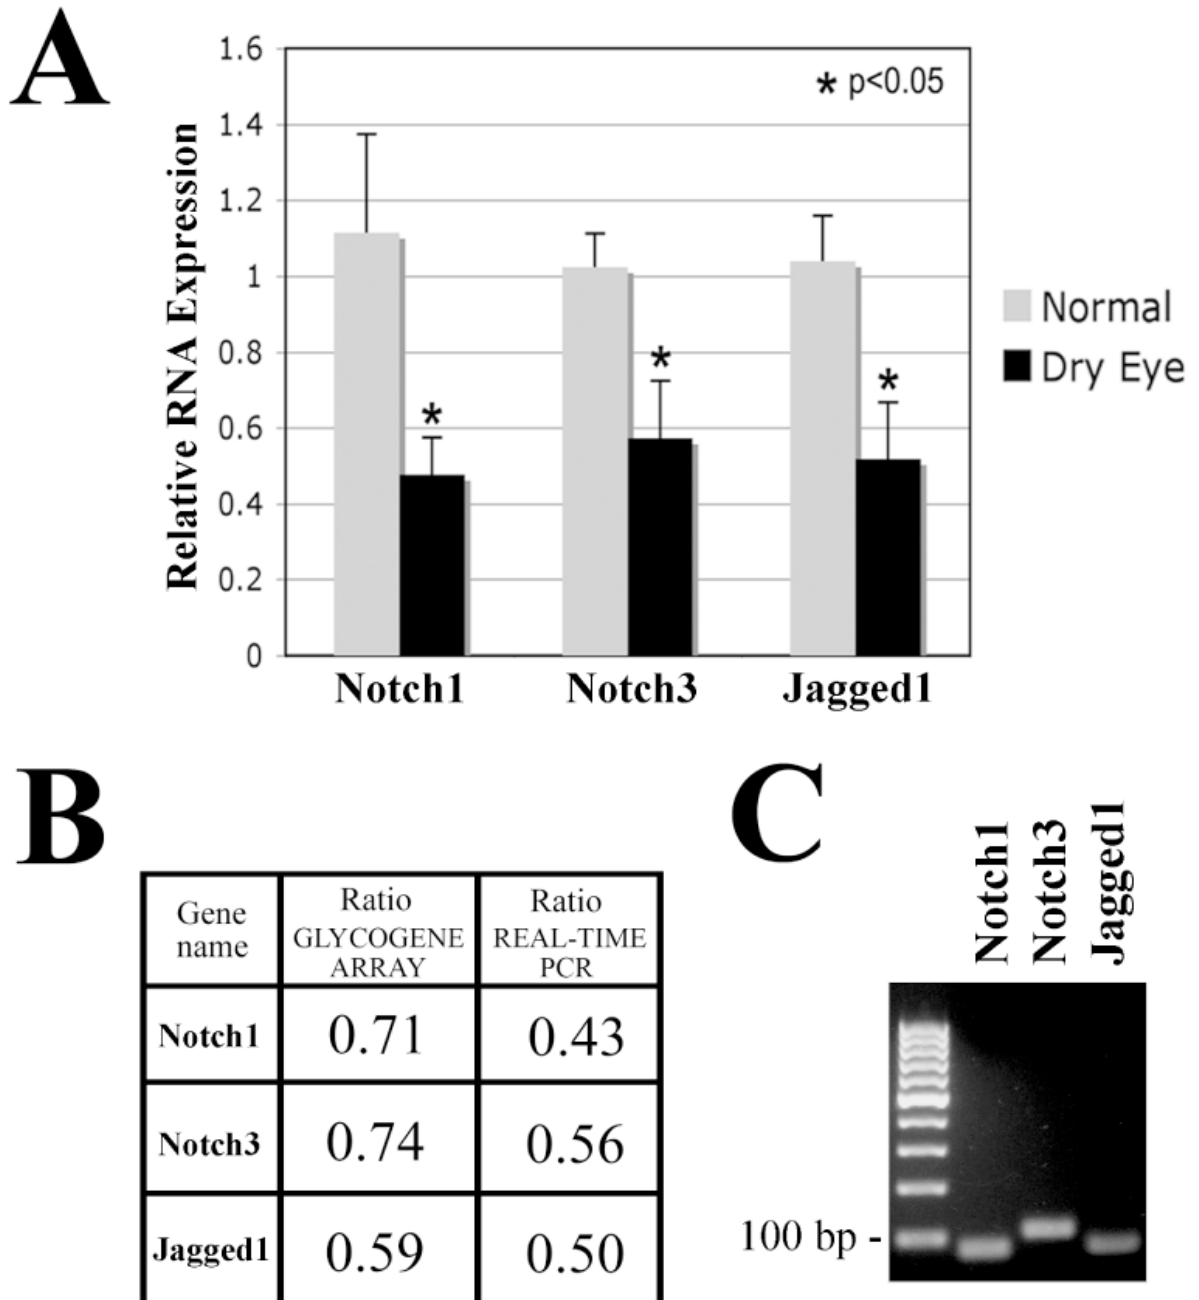 A
1.6
1.4
1.2
1
0.8
0.6
0.4
0.2
0
Relative RNA Expression
* p<0.05
*
*
*
Normal
Dry Eye
Notch1 Notch3 Jagged1
B
Gene name
Ratio GLYCOGENE ARRAY
Ratio REAL-TIME PCR
Notch1 0.71 0.43
Notch3 0.74 0.56
Jagged1 0.59 0.50
C
Notch1
Notch3
Jagged1
100 bp -